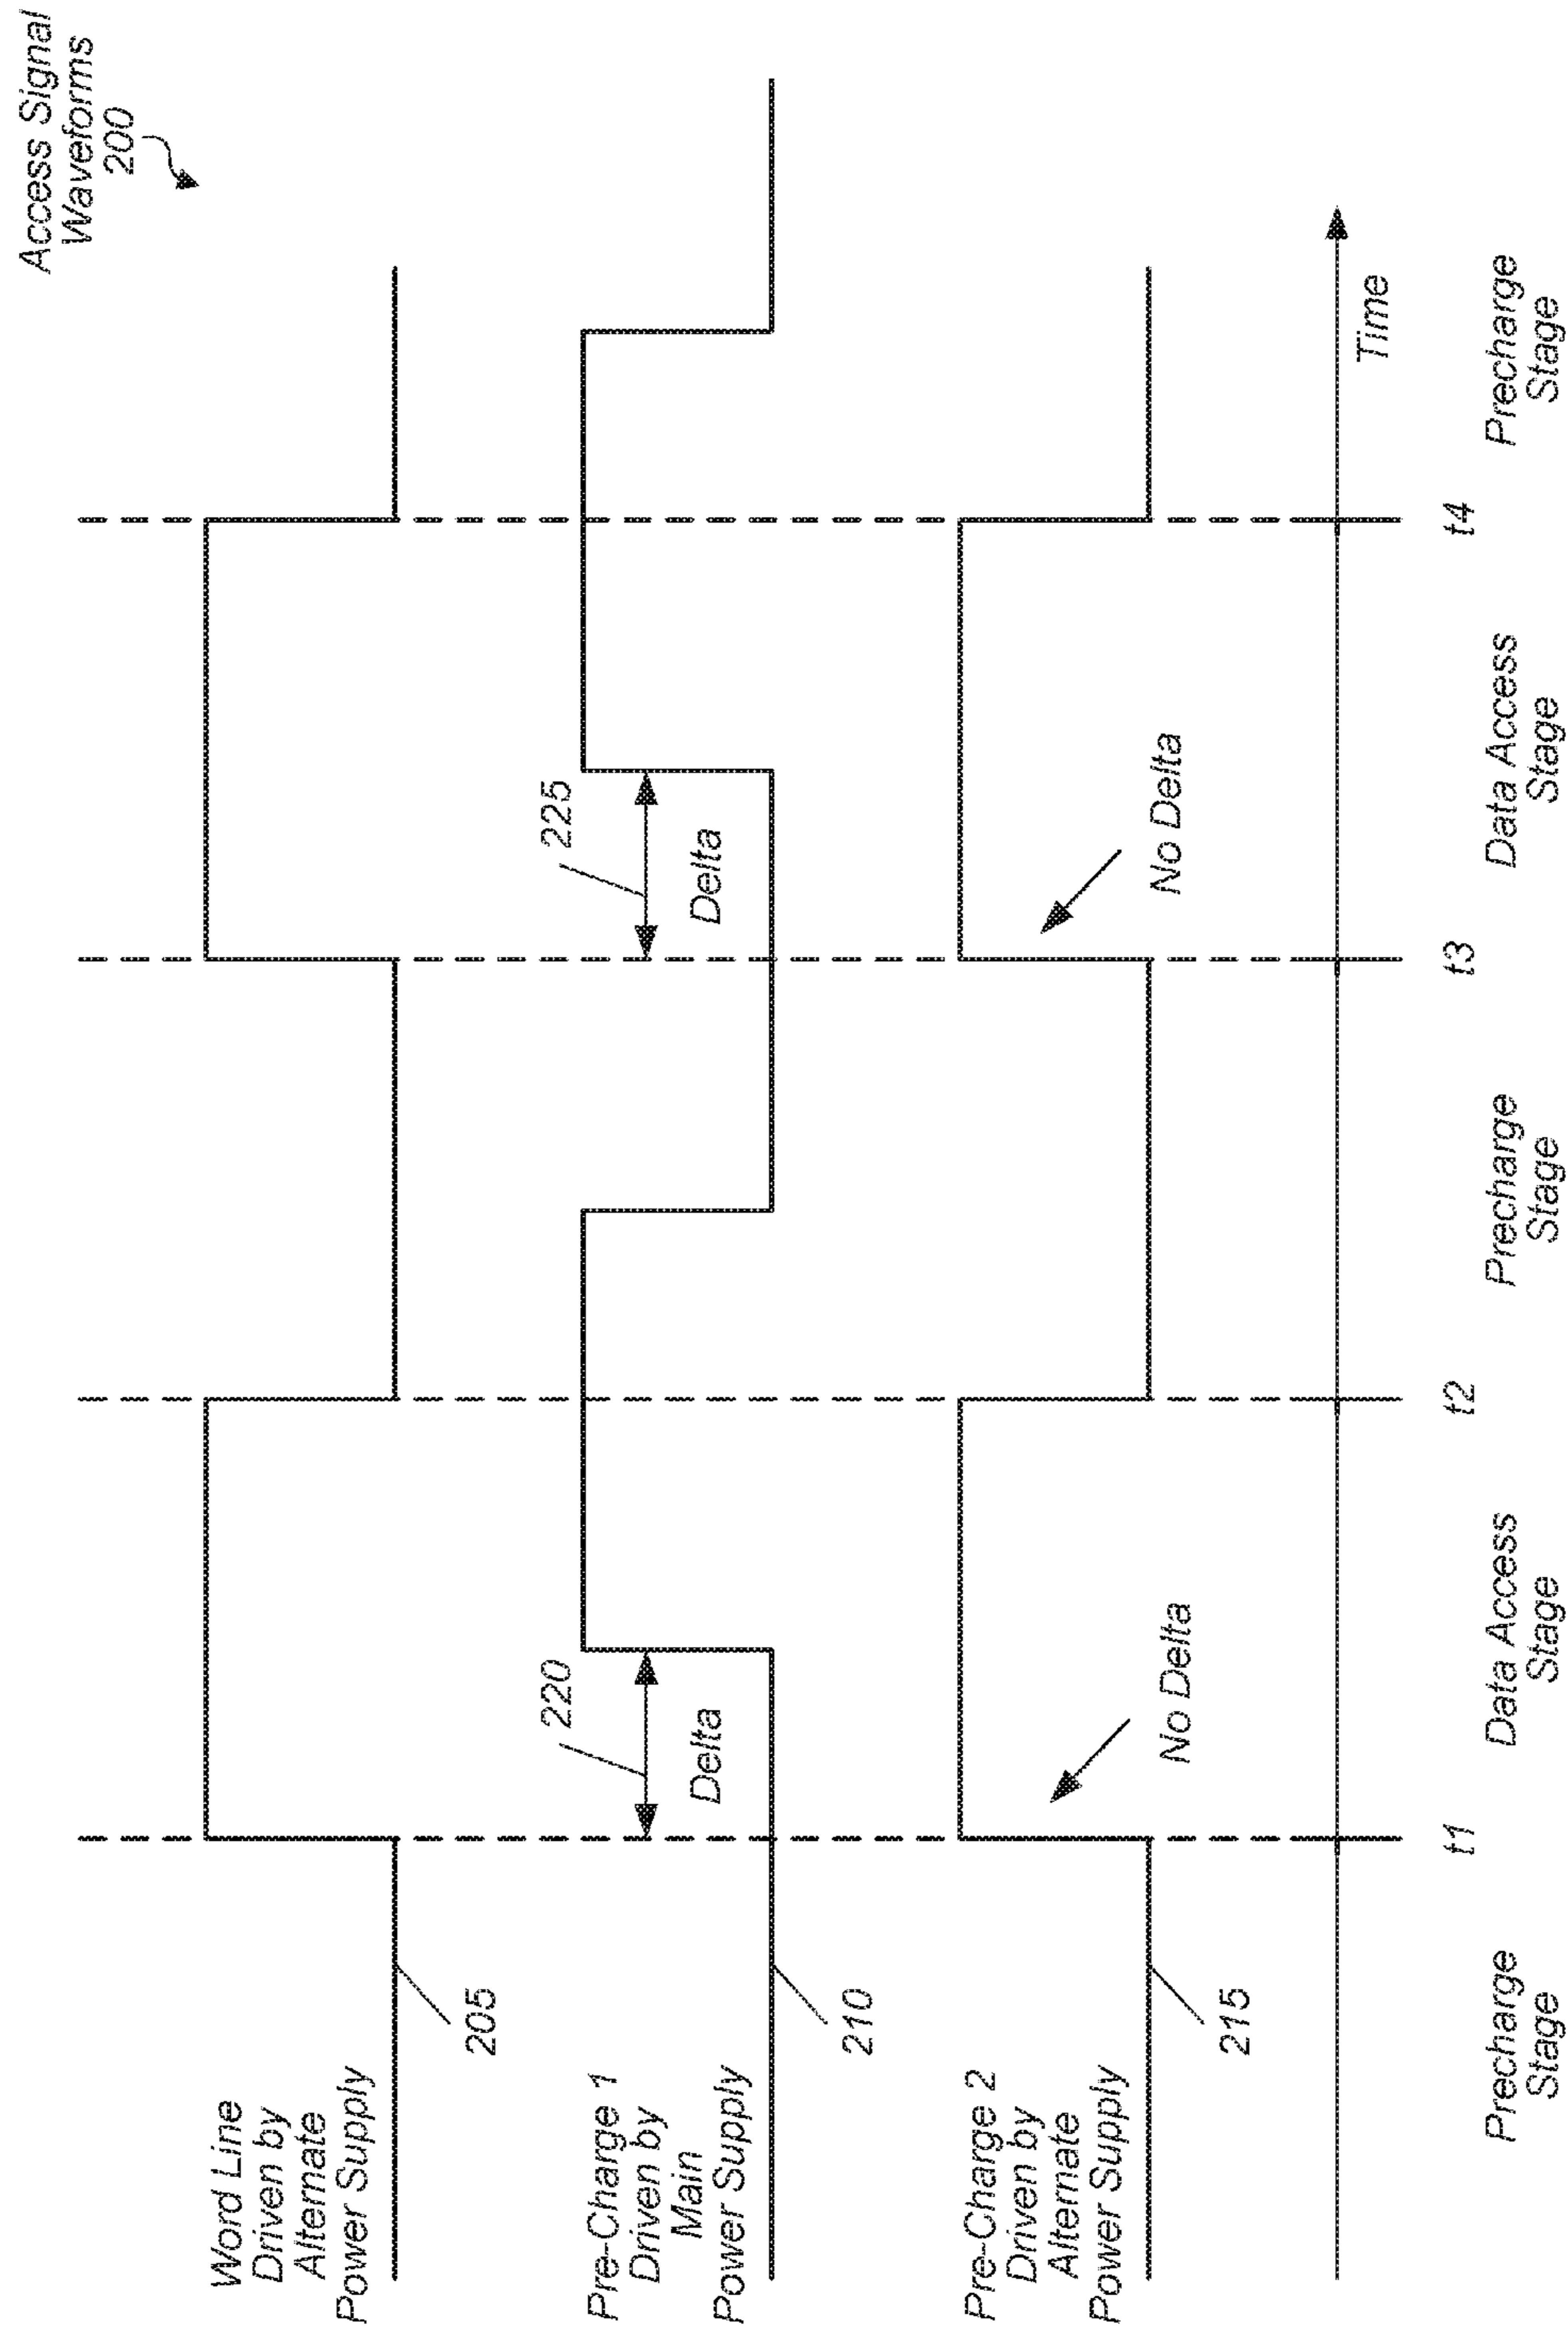 Access Signal
Waveforms
200
Word Line
Driven by
Alternate
Power Supply
205
Pre-Charge 1
Driven by
Main
Power Supply
210
220
Delta
225
Delta
Pre-Charge 2
Driven by
Alternate
Power Supply
215
No Delta
No Delta
Time
t1
t2
t3
t4
Precharge
Stage
Data Access
Stage
Precharge
Stage
Data Access
Stage
Precharge
Stage